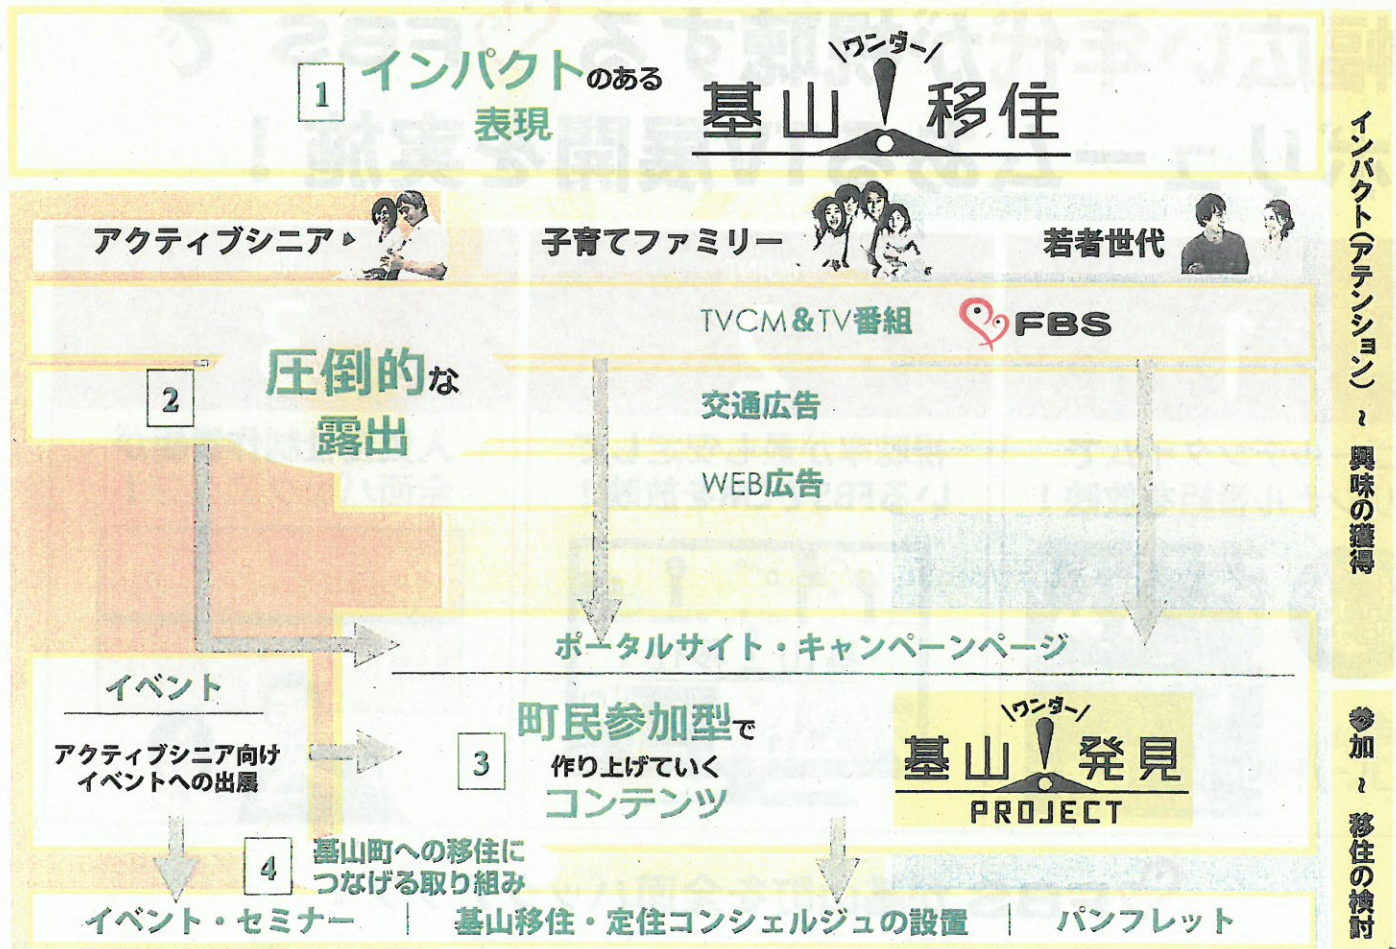 1
インパクトのある
表現
\ワンダー/
基山!移住
アクティブシニア
子育てファミリー
若者世代
TVCM&TV番組
FBS
2
圧倒的な
露出
交通広告
WEB広告
ポータルサイト・キャンペーンページ
イベント
アクティブシニア向け
イベントへの出展
3
町民参加型で
作り上げていく
コンテンツ
\ワンダー/
基山!発見
PROJECT
4
基山町への移住に
つなげる取り組み
イベント・セミナー
基山移住・定住コンシェルジュの設置
パンフレット
インパクト(アテンション) ~ 興味の獲得
参加 ~ 移住の検討